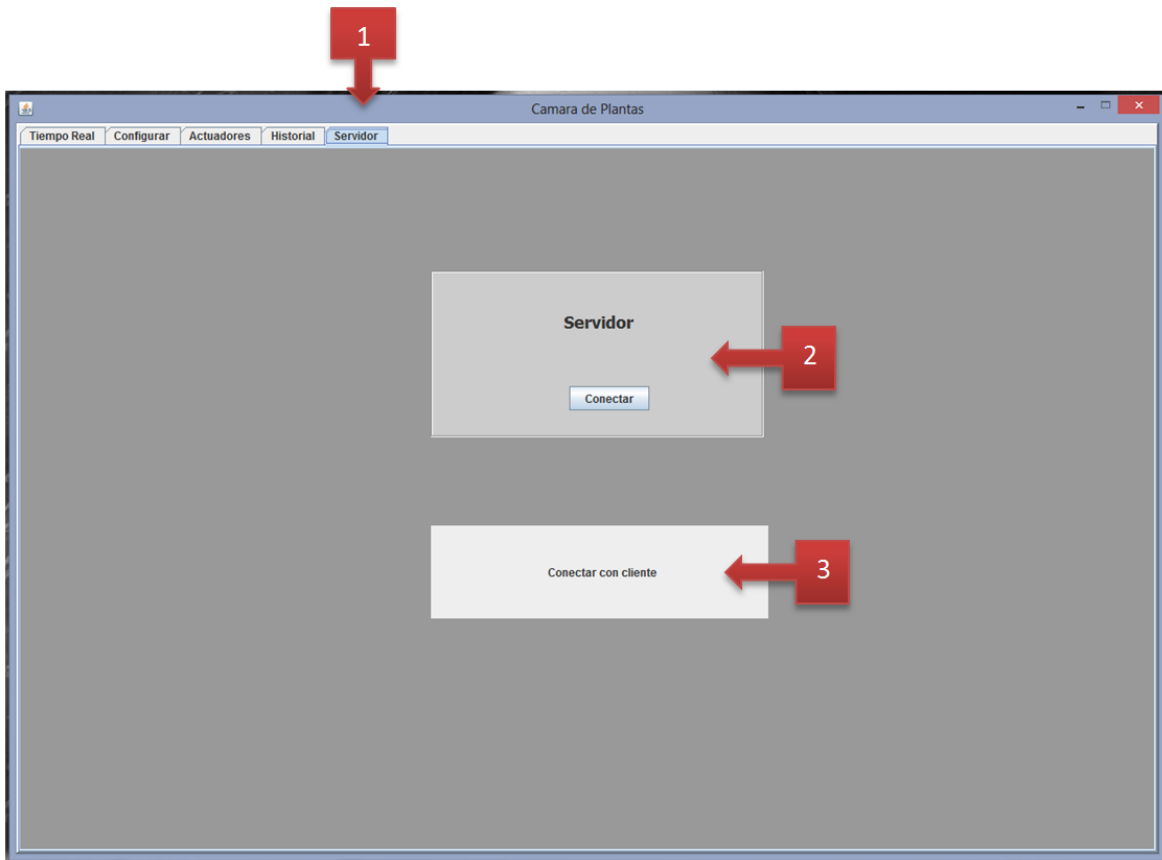 1
Camara de Plantas
Tiempo Real Configurar Actuadores Historial Servidor
Servidor
2
Conectar
Conectar con cliente
3